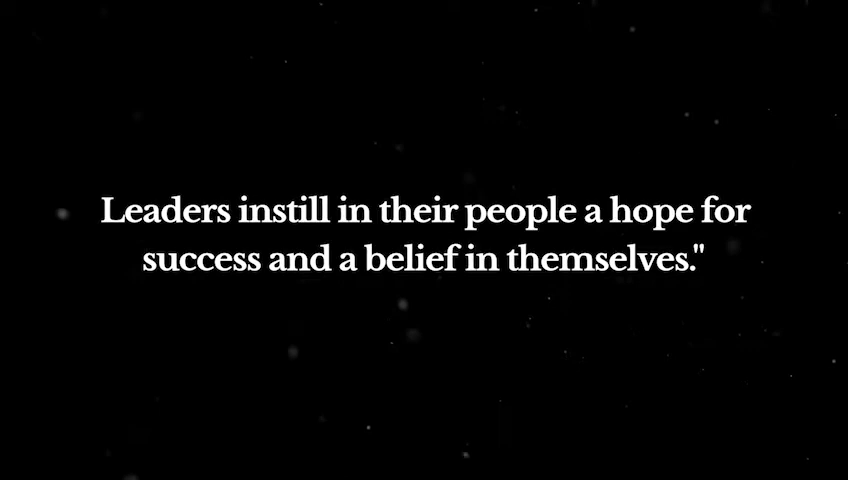 Leaders instill in their people a hope for
success and a belief in themselves."